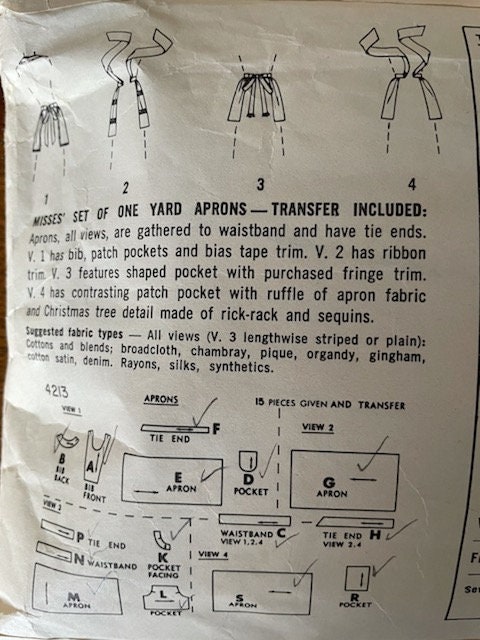 1 2 3 4
MISSES' SET OF ONE YARD APRONS — TRANSFER INCLUDED:
Aprons, all views, are gathered to waistband and have tie ends.
V. 1 has bib, patch pockets and bias tape trim. V. 2 has ribbon
trim. V. 3 features shaped pocket with purchased fringe trim.
V. 4 has contrasting patch pocket with ruffle of apron fabric
and Christmas tree detail made of rick-rack and sequins.
Suggested fabric types — All views (V. 3 lengthwise striped or plain):
Cottons and blends; broadcloth, chambray, pique, organdy, gingham,
cotton satin, denim. Rayons, silks, synthetics.
4213
APRONS
15 PIECES GIVEN AND TRANSFER
VIEW 1
F
TIE END
VIEW 2
B
BIB
BACK
A
BIB
FRONT
E
APRON
D
POCKET
G
APRON
P TIE END
N WAISTBAND
K
POCKET
FACING
WAISTBAND C
VIEW 1,2,4
TIE END H
VIEW 2-4
VIEW 4
M
APRON
L
POCKET
S
APRON
R
POCKET